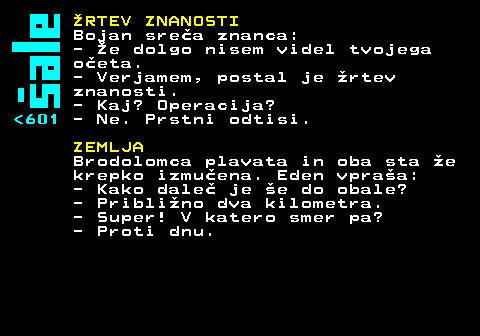 Šale
<601
ŽRTEV ZNANOSTI
Bojan sreča znanca:
- Že dolgo nisem videl tvojega
očeta.
- Verjamem, postal je žrtev
znanosti.
- Kaj? Operacija?
- Ne. Prstni odtisi.
ZEMLJA
Brodolomca plavata in oba sta že
krepko izmučena. Eden vpraša:
- Kako daleč je še do obale?
- Približno dva kilometra.
- Super! V katero smer pa?
- Proti dnu.